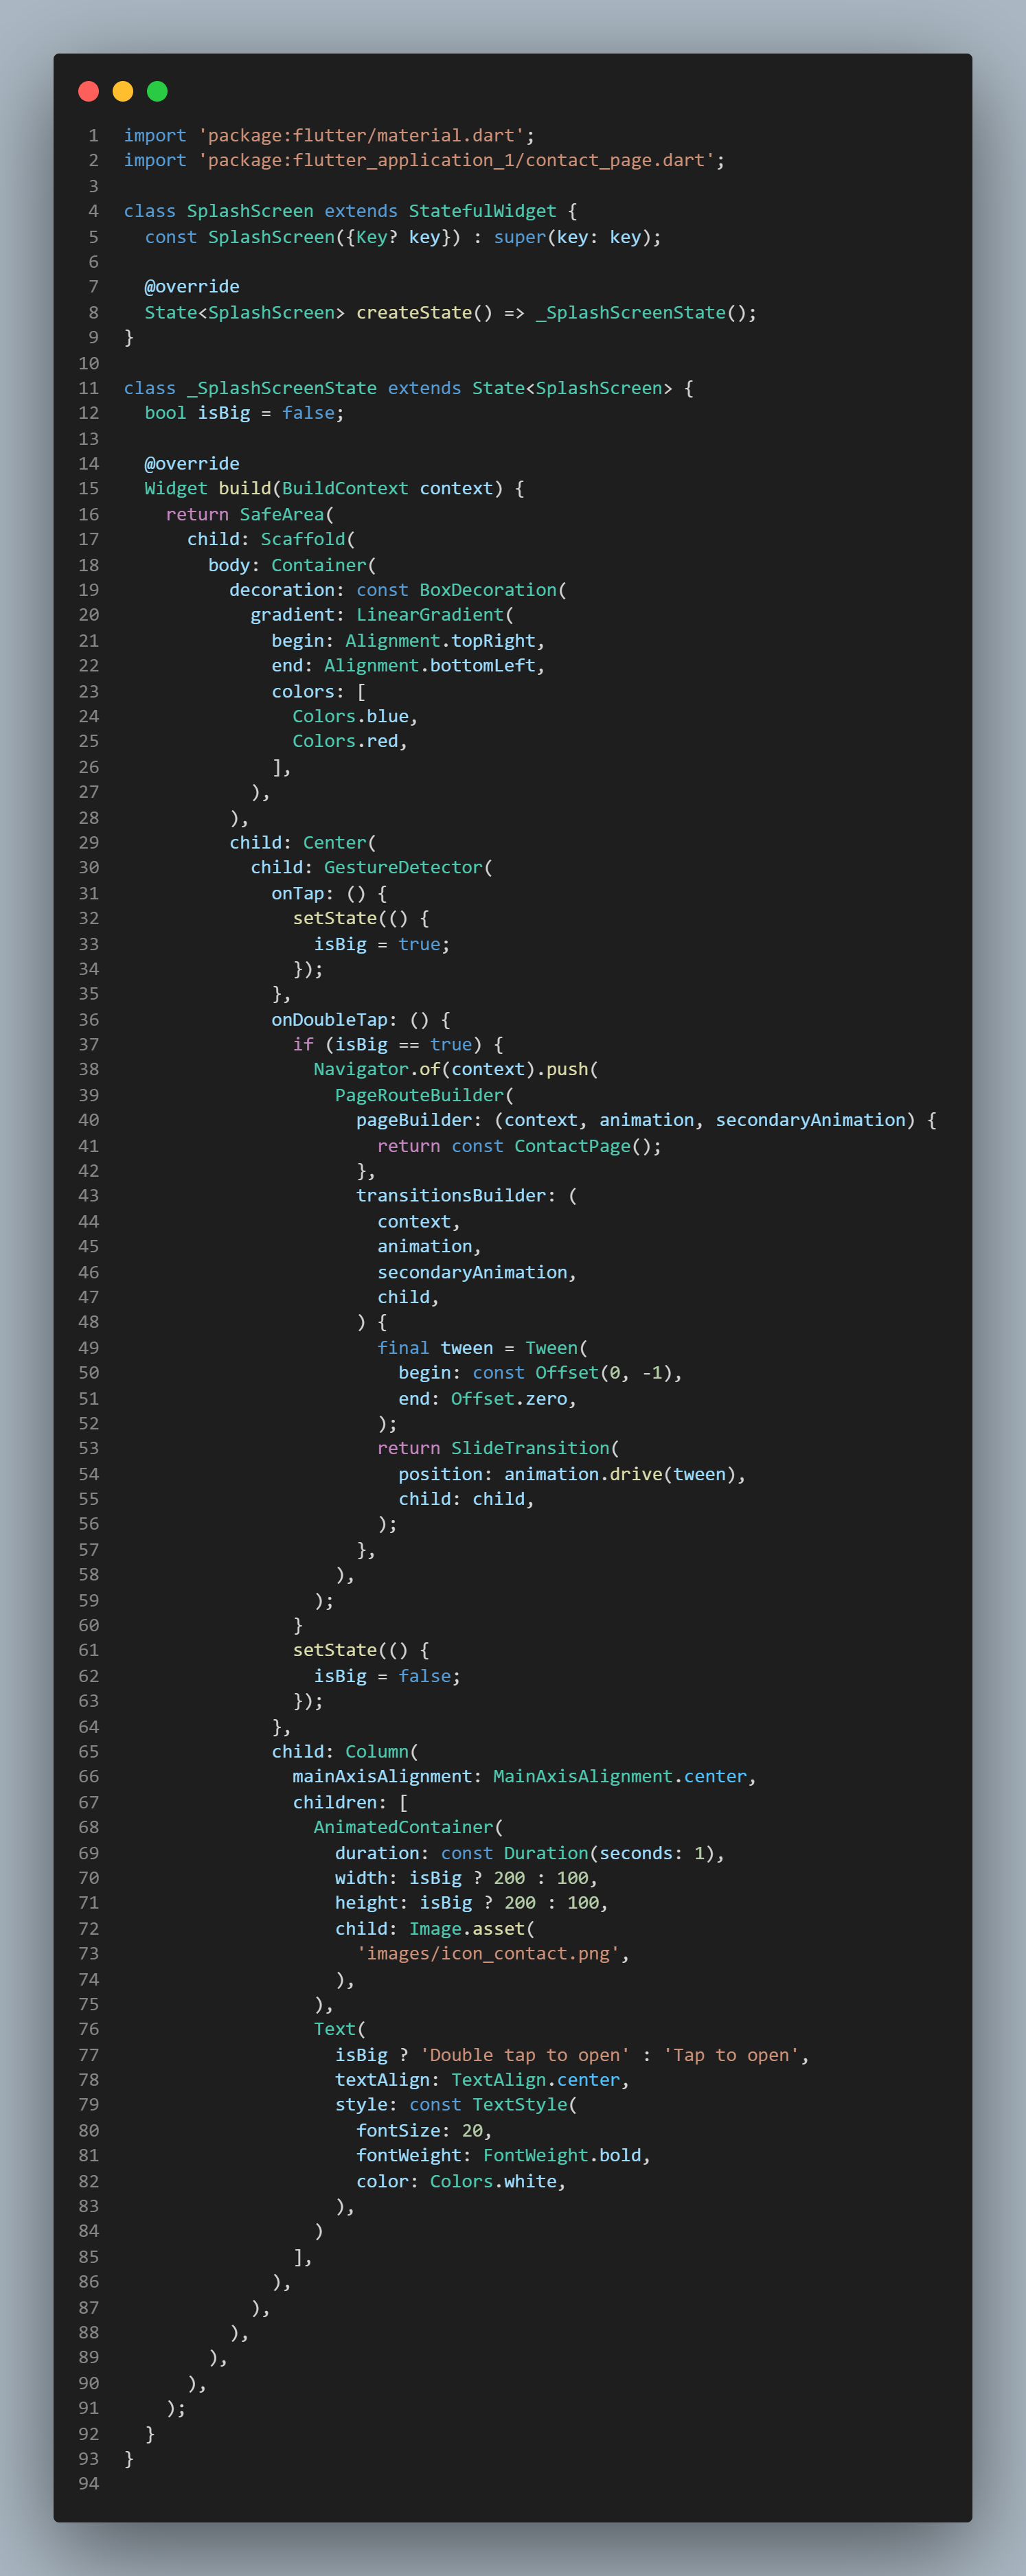 1 import 'package:flutter/material.dart';
2 import 'package:flutter_application_1/contact_page.dart';
3
4 class SplashScreen extends StatefulWidget {
5   const SplashScreen({Key? key}) : super(key: key);
6
7   @override
8   State<SplashScreen> createState() => _SplashScreenState();
9 }
10
11 class _SplashScreenState extends State<SplashScreen> {
12   bool isBig = false;
13
14   @override
15   Widget build(BuildContext context) {
16     return SafeArea(
17       child: Scaffold(
18         body: Container(
19           decoration: const BoxDecoration(
20             gradient: LinearGradient(
21               begin: Alignment.topRight,
22               end: Alignment.bottomLeft,
23               colors: [
24                 Colors.blue,
25                 Colors.red,
26               ],
27             ),
28           ),
29           child: Center(
30             child: GestureDetector(
31               onTap: () {
32                 setState(() {
33                   isBig = true;
34                 });
35               },
36               onDoubleTap: () {
37                 if (isBig == true) {
38                   Navigator.of(context).push(
39                     PageRouteBuilder(
40                       pageBuilder: (context, animation, secondaryAnimation) {
41                         return const ContactPage();
42                       },
43                       transitionsBuilder: (
44                         context,
45                         animation,
46                         secondaryAnimation,
47                         child,
48                       ) {
49                         final tween = Tween(
50                           begin: const Offset(0, -1),
51                           end: Offset.zero,
52                         );
53                         return SlideTransition(
54                           position: animation.drive(tween),
55                           child: child,
56                         );
57                       },
58                     ),
59                   );
60                 }
61                 setState(() {
62                   isBig = false;
63                 });
64               },
65               child: Column(
66                 mainAxisAlignment: MainAxisAlignment.center,
67                 children: [
68                   AnimatedContainer(
69                     duration: const Duration(seconds: 1),
70                     width: isBig ? 200 : 100,
71                     height: isBig ? 200 : 100,
72                     child: Image.asset(
73                       'images/icon_contact.png',
74                     ),
75                   ),
76                   Text(
77                     isBig ? 'Double tap to open' : 'Tap to open',
78                     textAlign: TextAlign.center,
79                     style: const TextStyle(
80                       fontSize: 20,
81                       fontWeight: FontWeight.bold,
82                       color: Colors.white,
83                     ),
84                   )
85                 ],
86               ),
87             ),
88           ),
89         ),
90       ),
91     );
92   }
93 }
94